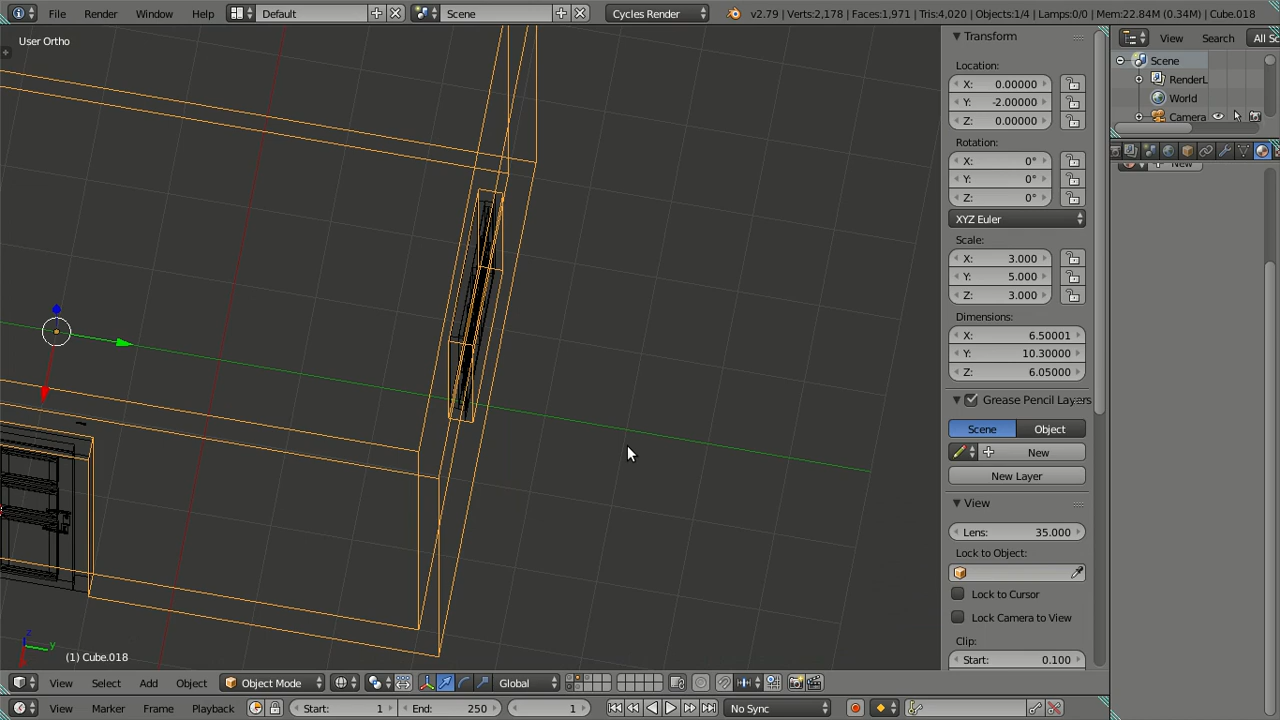 File Render Window Help Default Scene Cycles Render v2.79 | Verts:2,178 | Faces:1,971 | Tris:4,020 | Objects:1/4 | Lamps:0/0 | Mem:22.84M (0.34M) | Cube.018
User Ortho
Transform
Location:
X: 0.00000
Y: -2.00000
Z: 0.00000
Rotation:
X: 0°
Y: 0°
Z: 0°
XYZ Euler
Scale:
X: 3.000
Y: 5.000
Z: 3.000
Dimensions:
X: 6.50001
Y: 10.30000
Z: 6.05000
Grease Pencil Layers
Scene Object
New
New Layer
View
Lens: 35.000
Lock to Object:
Lock to Cursor
Lock Camera to View
Clip:
Start: 0.100
View Search All Sc
Scene
RenderL
World
Camera
New
z
y
(1) Cube.018
View Select Add Object Object Mode Global
View Marker Frame Playback Start: 1 End: 250 1 No Sync